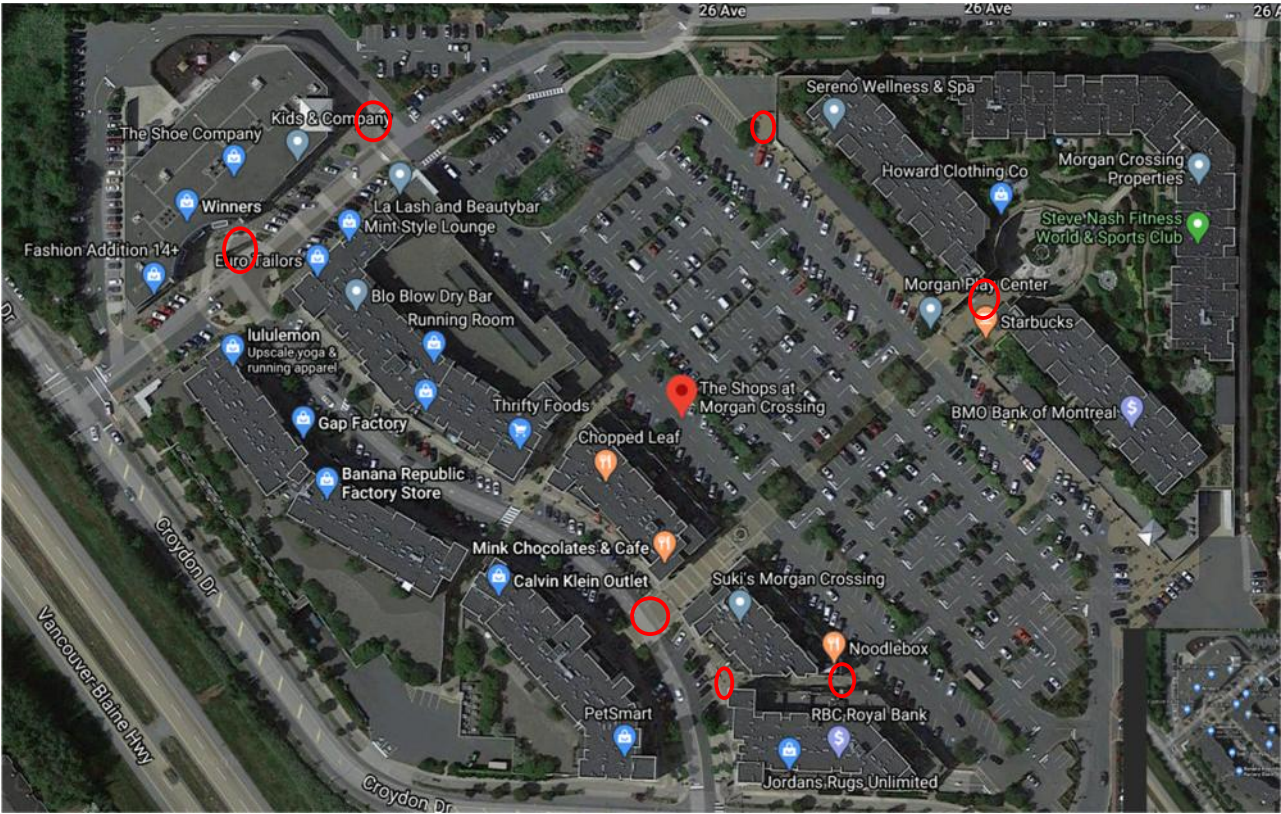 26 Ave
26 Ave
26 A
Sereno Wellness & Spa
Kids & Company
The Shoe Company
Morgan Crossing
Properties
Howard Clothing Co
La Lash and Beautybar
Winners
Mint Style Lounge
Steve Nash Fitness
World & Sports Club
Fashion Addition 14+
Euro Tailors
Morgan Play Center
Blo Blow Dry Bar
Running Room
Starbucks
Dr
lululemon
Upscale yoga &
running apparel
The Shops at
Morgan Crossing
Thrifty Foods
BMO Bank of Montreal
Gap Factory
Chopped Leaf
Banana Republic
Factory Store
Croydon Dr
Mink Chocolates & Cafe
Calvin Klein Outlet
Suki's Morgan Crossing
Noodlebox
Vancouver-Blaine Hwy
PetSmart
RBC Royal Bank
Jordans Rugs Unlimited
Croydon Dr